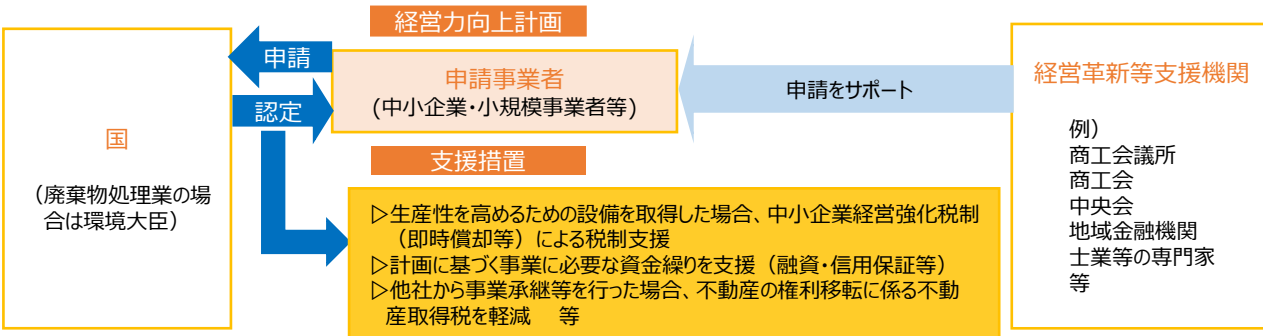 経営力向上計画
申請
認定
国
(廃棄物処理業の場
合は環境大臣)
申請事業者
(中小企業・小規模事業者等)
申請をサポート
経営革新等支援機関
例)
商工会議所
商工会
中央会
地域金融機関
士業等の専門家
等
支援措置
▷生産性を高めるための設備を取得した場合、中小企業経営強化税制
(即時償却等)による税制支援
▷計画に基づく事業に必要な資金繰りを支援(融資・信用保証等)
▷他社から事業承継等を行った場合、不動産の権利移転に係る不動
産取得税を軽減 等